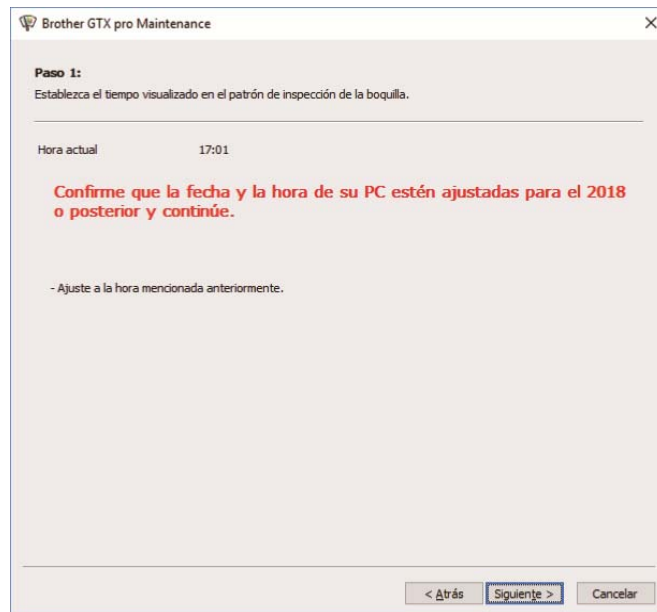 Brother GTX pro Maintenance
Paso 1:
Establezca el tiempo visualizado en el patrón de inspección de la boquilla.
Hora actual 17:01
Confirme que la fecha y la hora de su PC estén ajustadas para el 2018
o posterior y continúe.
- Ajuste a la hora mencionada anteriormente.
< Atrás Siguiente > Cancelar